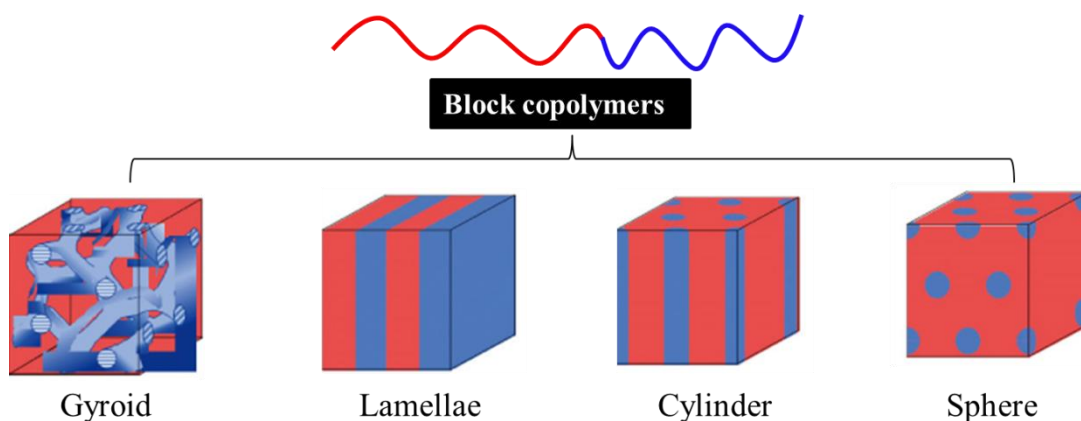 Block copolymers
Gyroid
Lamellae
Cylinder
Sphere